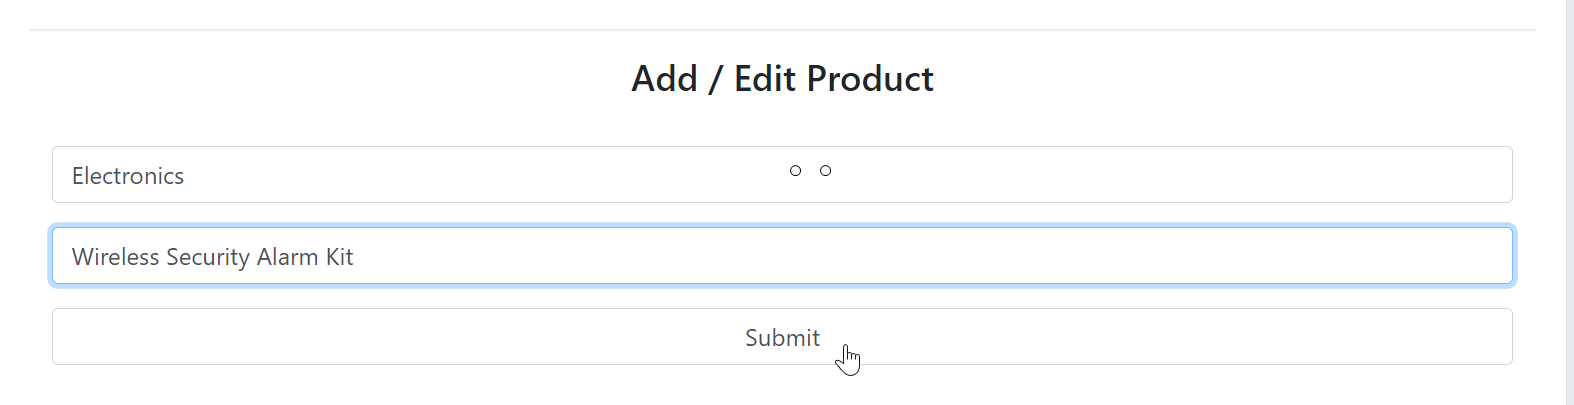 Add / Edit Product
Electronics
Wireless Security Alarm Kit
Submit